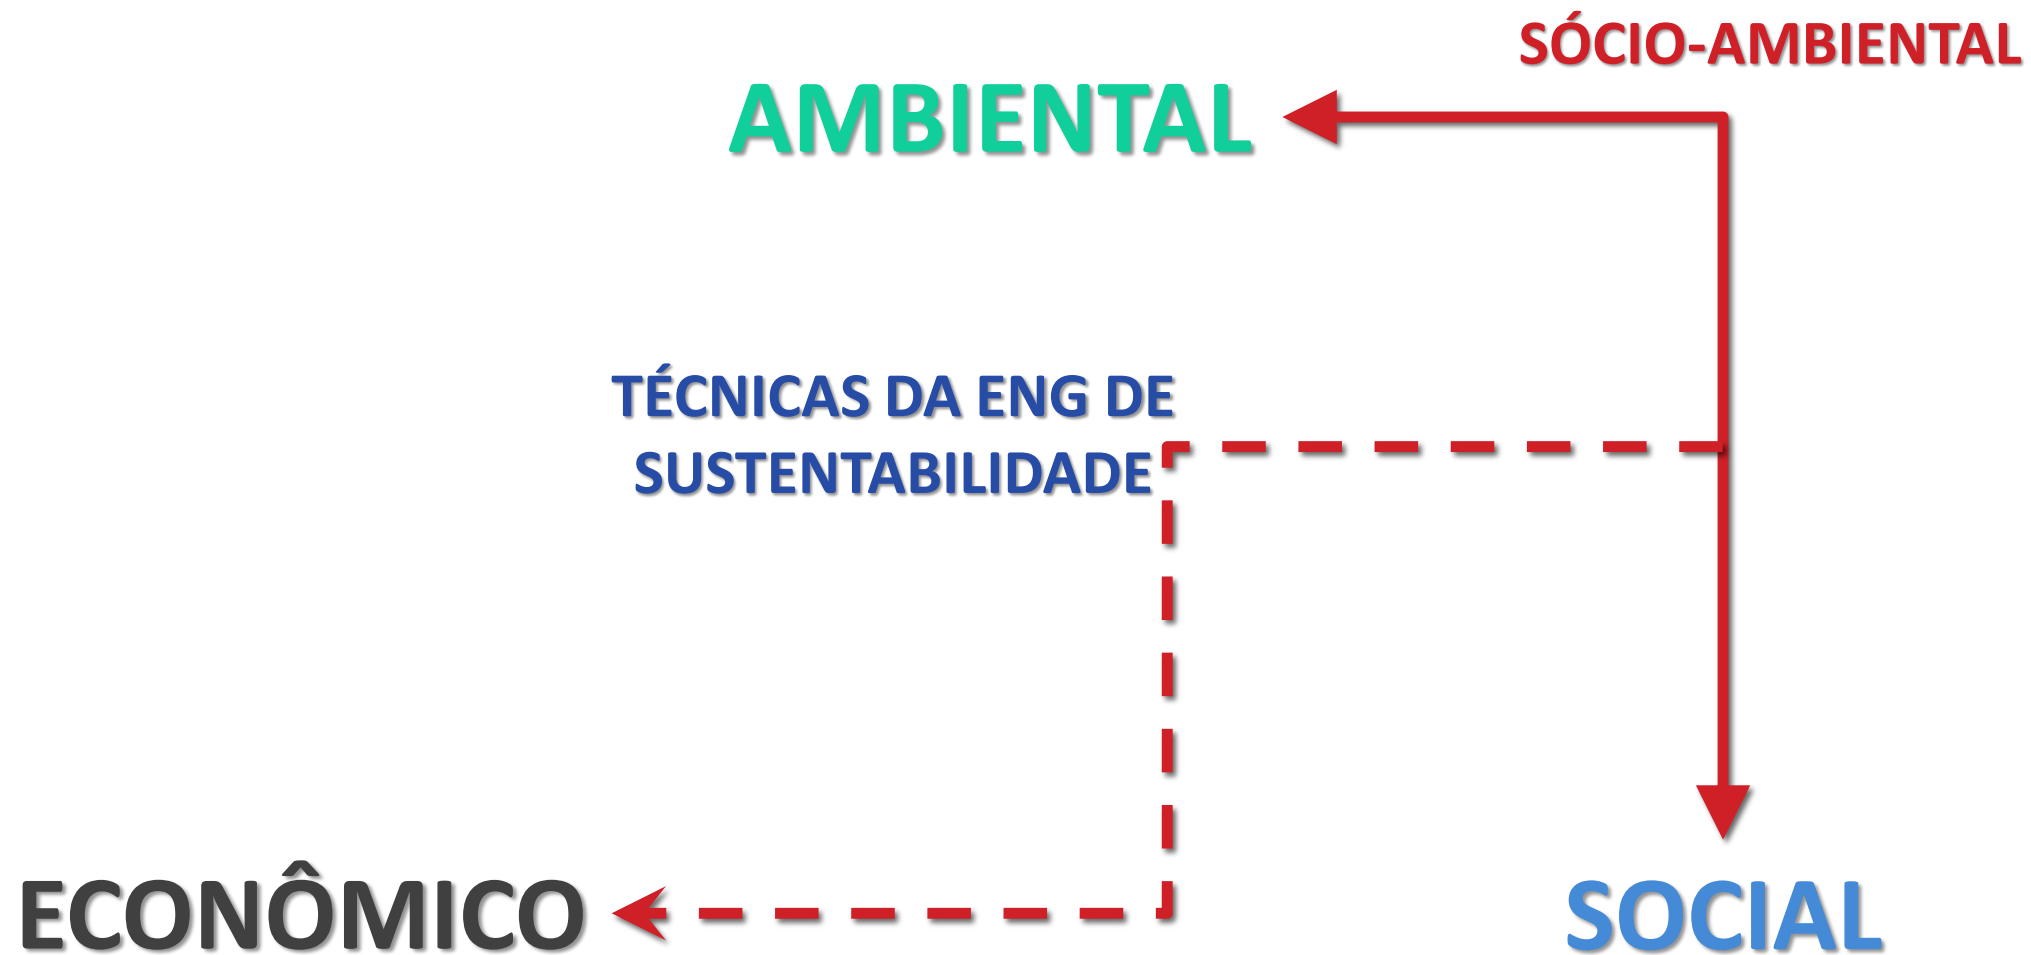 SÓCIO-AMBIENTAL
AMBIENTAL
TÉCNICAS DA ENG DE
SUSTENTABILIDADE
ECONÔMICO
SOCIAL